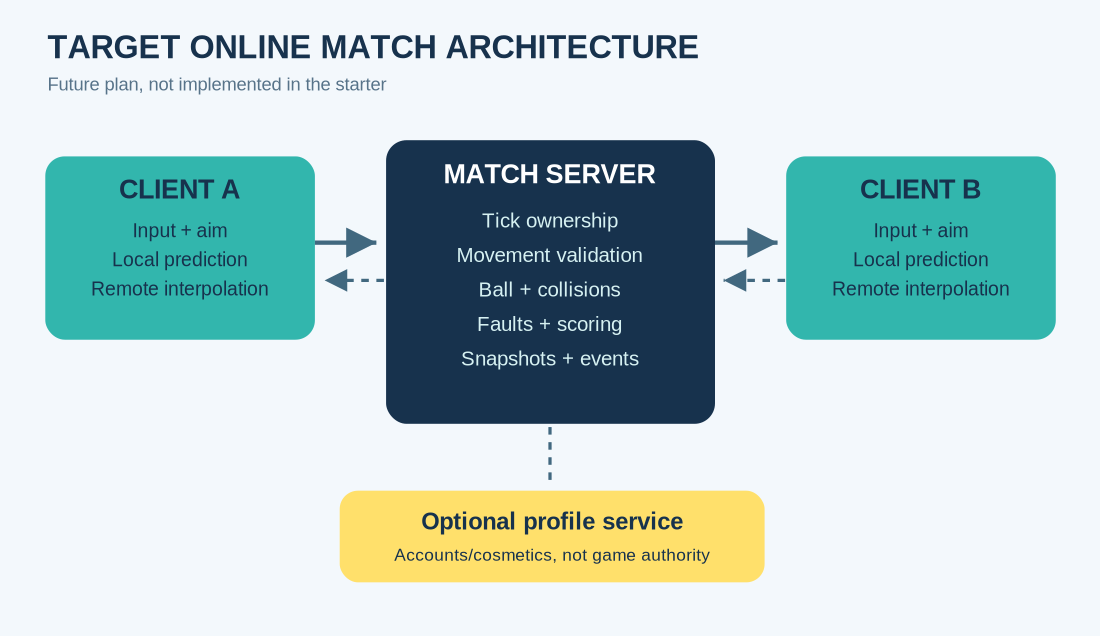 TARGET ONLINE MATCH ARCHITECTURE
Future plan, not implemented in the starter
CLIENT A
Input + aim
Local prediction
Remote interpolation
MATCH SERVER
Tick ownership
Movement validation
Ball + collisions
Faults + scoring
Snapshots + events
CLIENT B
Input + aim
Local prediction
Remote interpolation
Optional profile service
Accounts/cosmetics, not game authority